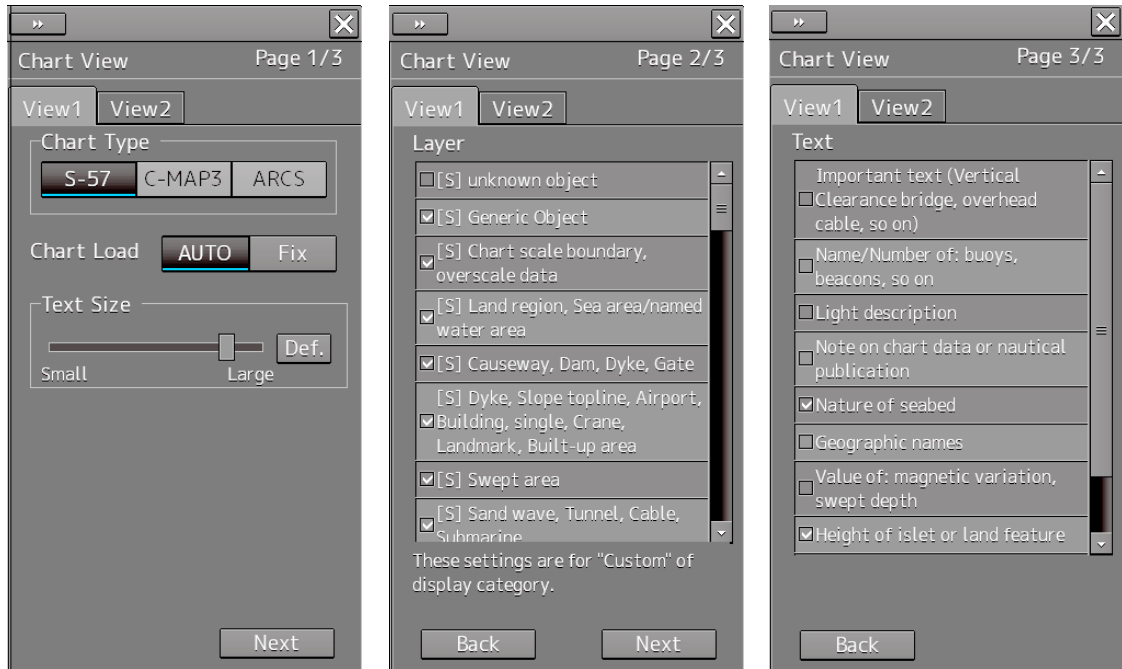 Chart View Page 1/3
View1 View2
Chart Type
S-57 C-MAP3 ARCS
Chart Load AUTO Fix
Text Size
Def.
Small Large
Next
Chart View Page 2/3
View1 View2
Layer
[S] unknown object
[S] Generic Object
[S] Chart scale boundary,
overscale data
[S] Land region, Sea area/named
water area
[S] Causeway, Dam, Dyke, Gate
[S] Dyke, Slope topline, Airport,
Building, single, Crane,
Landmark, Built-up area
[S] Swept area
[S] Sand wave, Tunnel, Cable,
Submarine
These settings are for "Custom" of
display category.
Back Next
Chart View Page 3/3
View1 View2
Text
Important text (Vertical
Clearance bridge, overhead
cable, so on)
Name/Number of: buoys,
beacons, so on
Light description
Note on chart data or nautical
publication
Nature of seabed
Geographic names
Value of: magnetic variation,
swept depth
Height of islet or land feature
Back